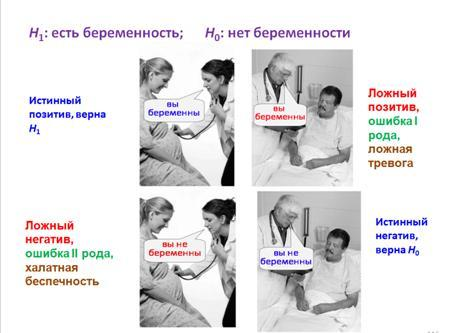 H1: есть беременность; H0: нет беременности
Истинный
позитив, верна
H1
вы
беременны
вы
беременны
Ложный
позитив,
ошибка I
рода,
ложная
тревога
Ложный
негатив,
ошибка II рода,
халатная
беспечность
вы не
беременны
вы не
беременны
Истинный
негатив,
верна H0